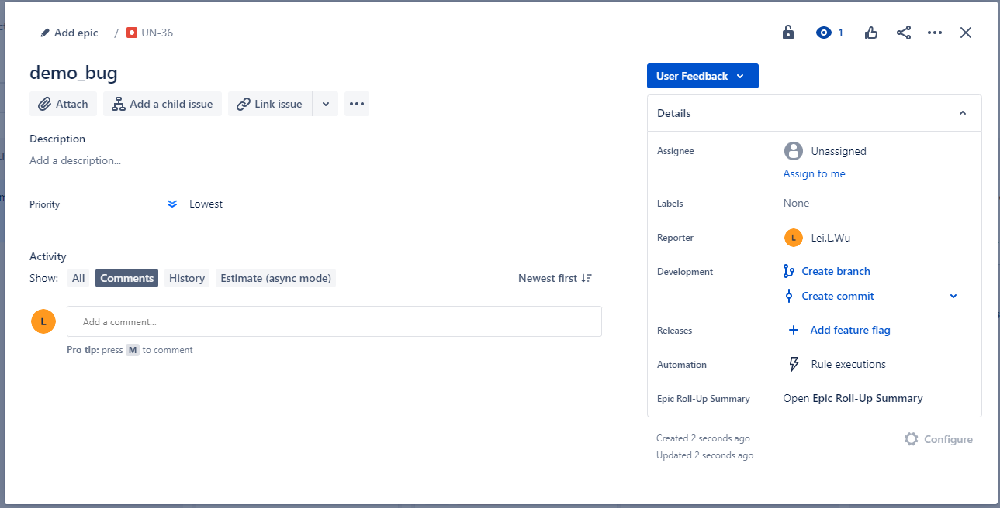 Add epic / UN-36
1
demo_bug
User Feedback
Attach Add a child issue Link issue
Details
Description
Add a description...
Assignee Unassigned
Assign to me
Priority Lowest
Labels None
Reporter L Lei.L.Wu
Activity
Show: All Comments History Estimate (async mode) Newest first
Development Create branch
Create commit
L Add a comment...
Pro tip: press M to comment
Releases Add feature flag
Automation Rule executions
Epic Roll-Up Summary Open Epic Roll-Up Summary
Created 2 seconds ago
Updated 2 seconds ago
Configure